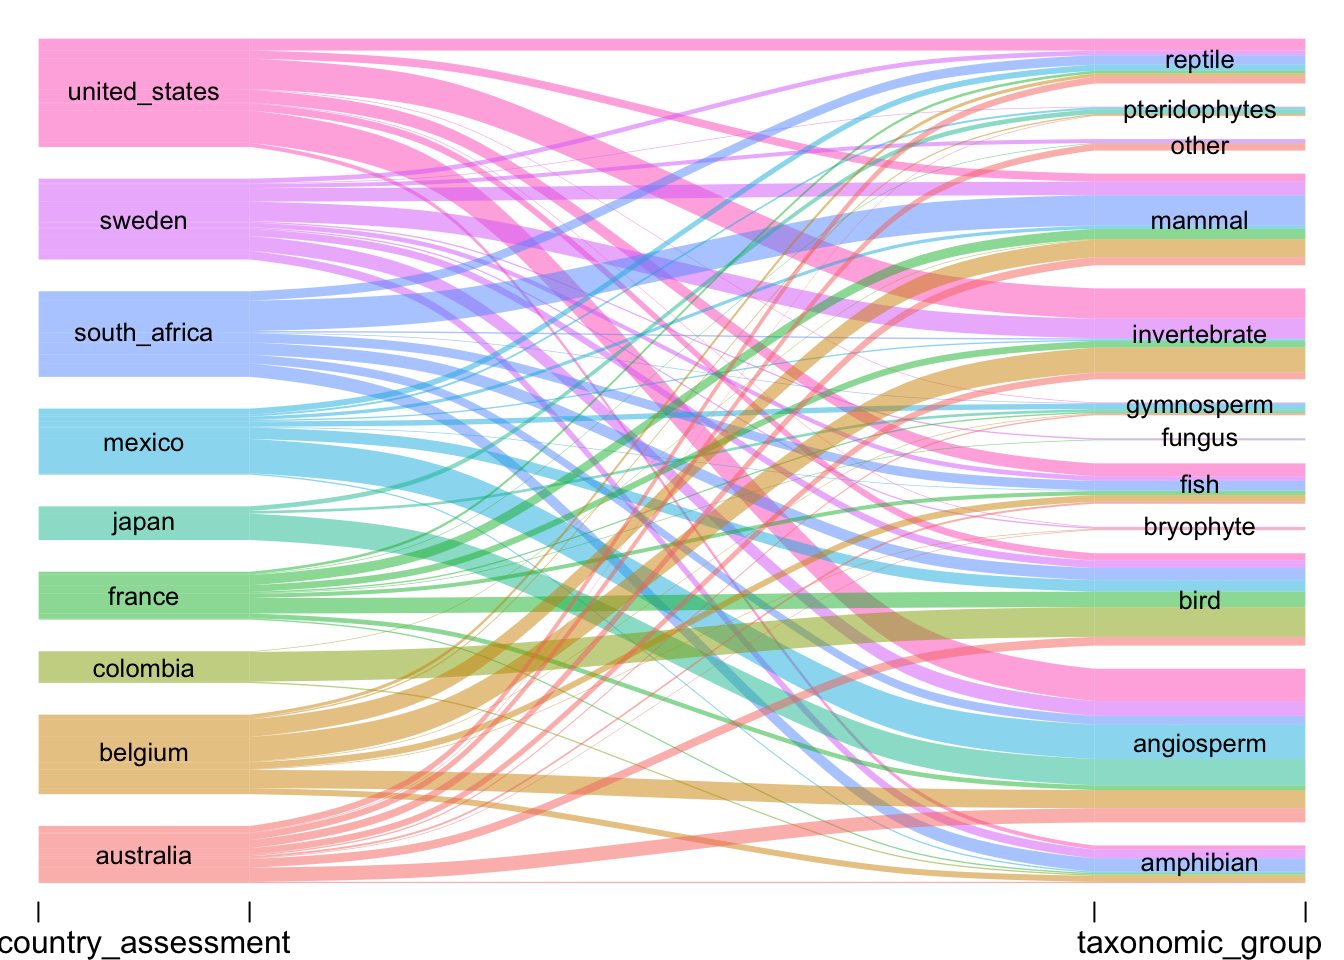 united_states
sweden
south_africa
mexico
japan
france
colombia
belgium
australia
reptile
pteridophytes
other
mammal
invertebrate
gymnosperm
fungus
fish
bryophyte
bird
angiosperm
amphibian
country_assessment
taxonomic_group